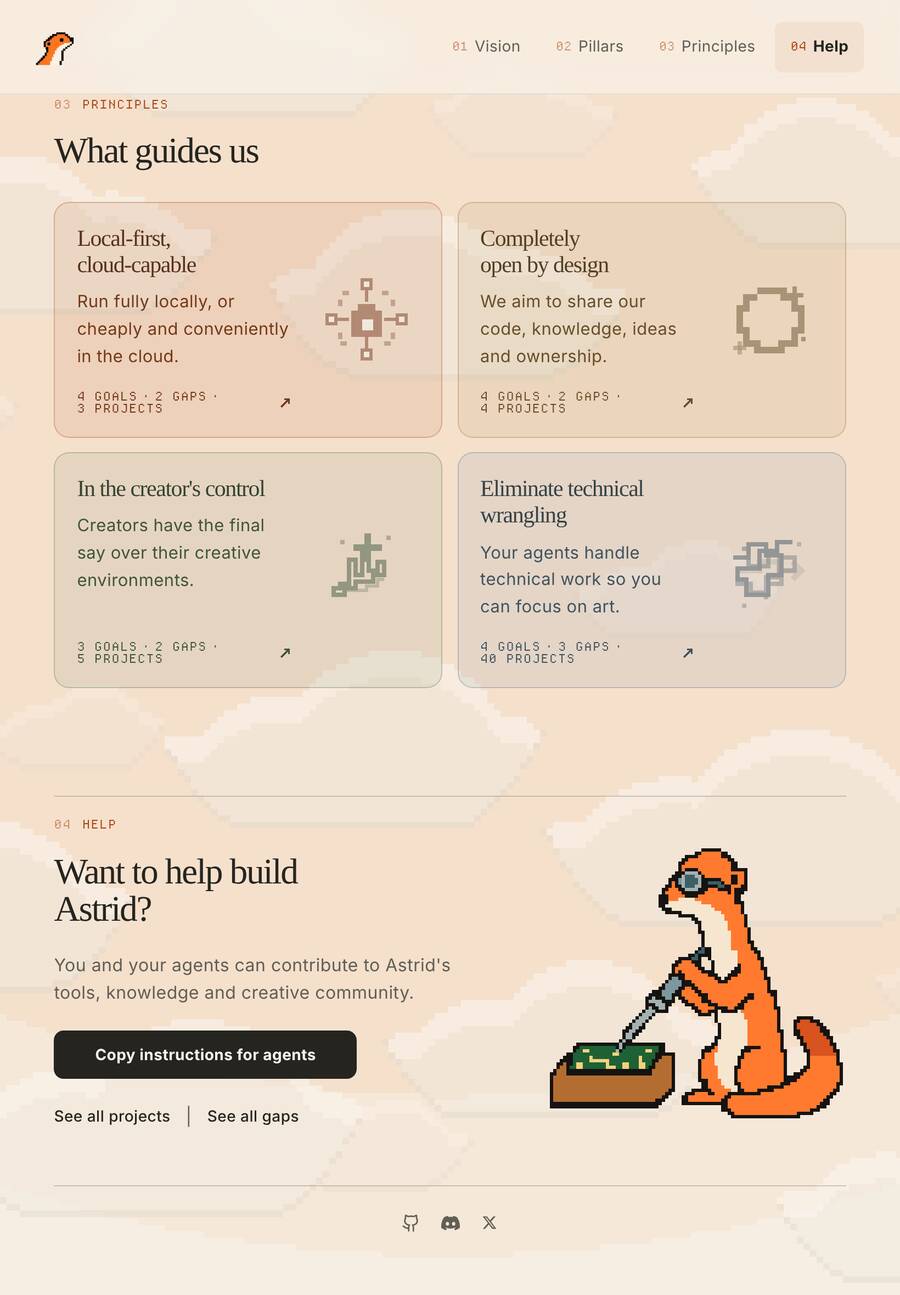 01 Vision 02 Pillars 03 Principles 04 Help
03 PRINCIPLES
What guides us
Local-first,
cloud-capable
Run fully locally, or
cheaply and conveniently
in the cloud.
4 GOALS · 2 GAPS ·
3 PROJECTS ↗
Completely
open by design
We aim to share our
code, knowledge, ideas
and ownership.
4 GOALS · 2 GAPS ·
4 PROJECTS ↗
In the creator's control
Creators have the final
say over their creative
environments.
3 GOALS · 2 GAPS ·
5 PROJECTS ↗
Eliminate technical
wrangling
Your agents handle
technical work so you
can focus on art.
4 GOALS · 3 GAPS ·
40 PROJECTS ↗
04 HELP
Want to help build
Astrid?
You and your agents can contribute to Astrid's
tools, knowledge and creative community.
Copy instructions for agents
See all projects | See all gaps